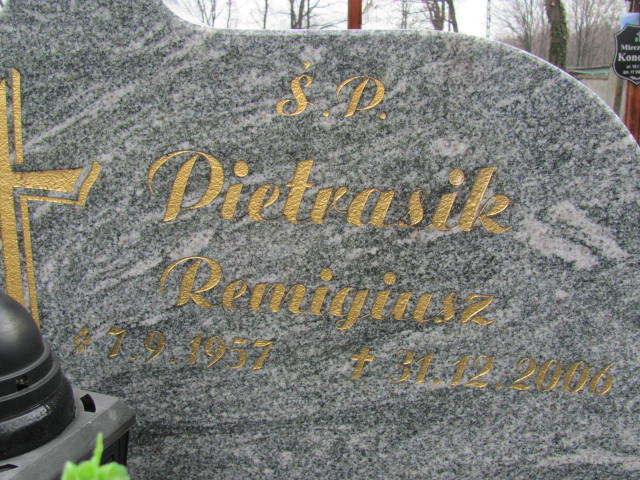 Ś.P.
Pietrasik
Remigiusz
* 7.9.1957 † 31.12.2006